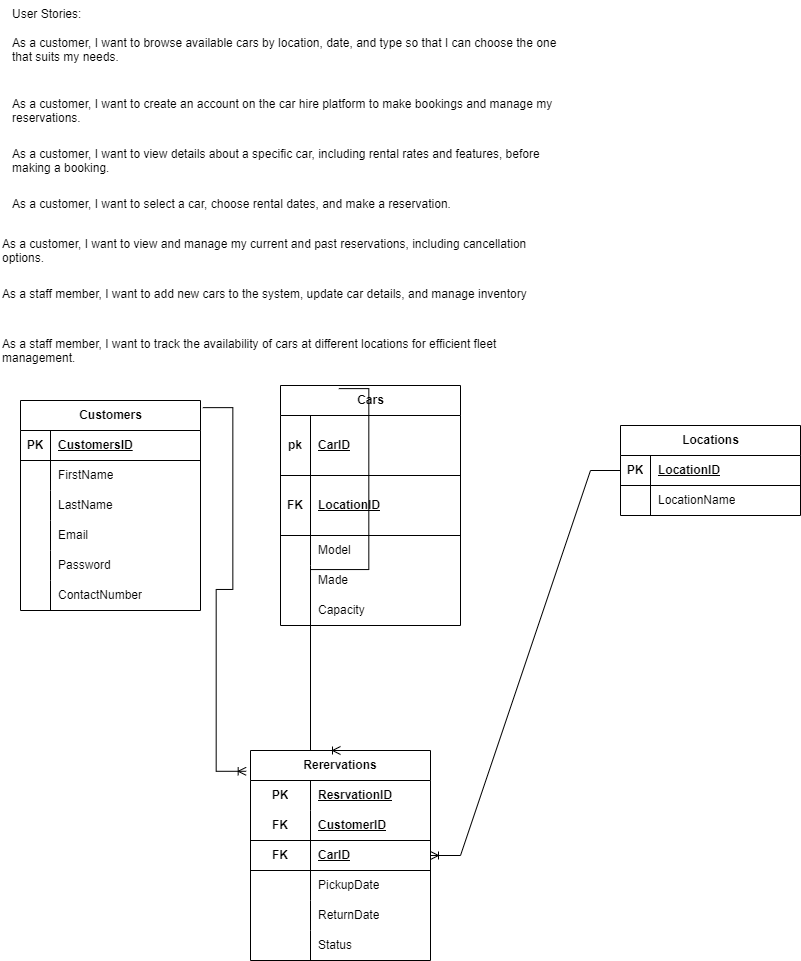 User Stories:
As a customer, I want to browse available cars by location, date, and type so that I can choose the one
that suits my needs.
As a customer, I want to create an account on the car hire platform to make bookings and manage my
reservations.
As a customer, I want to view details about a specific car, including rental rates and features, before
making a booking.
As a customer, I want to select a car, choose rental dates, and make a reservation.
As a customer, I want to view and manage my current and past reservations, including cancellation
options.
As a staff member, I want to add new cars to the system, update car details, and manage inventory
As a staff member, I want to track the availability of cars at different locations for efficient fleet
management.
Customers
PK CustomersID
FirstName
LastName
Email
Password
ContactNumber
Cars
pk CarID
FK LocationID
Model
Made
Capacity
Locations
PK LocationID
LocationName
Rerervations
PK ResrvationID
FK CustomerID
FK CarID
PickupDate
ReturnDate
Status